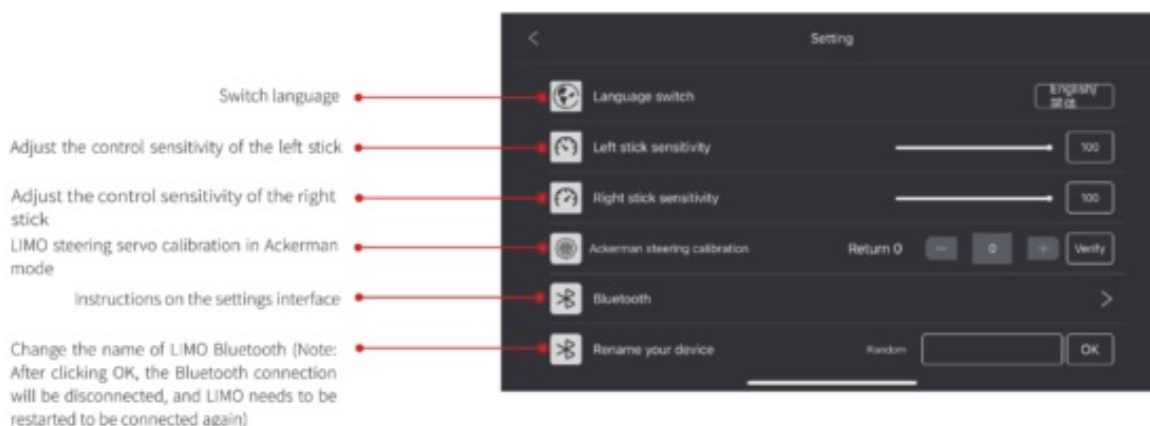 Setting
Switch language
Language switch
English/
简体
Adjust the control sensitivity of the left stick
Left stick sensitivity
100
Adjust the control sensitivity of the right
stick
Right stick sensitivity
100
LIMO steering servo calibration in Ackerman
mode
Ackerman steering calibration
Return 0
0
Verify
Instructions on the settings interface
Bluetooth
Change the name of LIMO Bluetooth (Note:
After clicking OK, the Bluetooth connection
will be disconnected, and LIMO needs to be
restarted to be connected again)
Rename your device
Random
OK